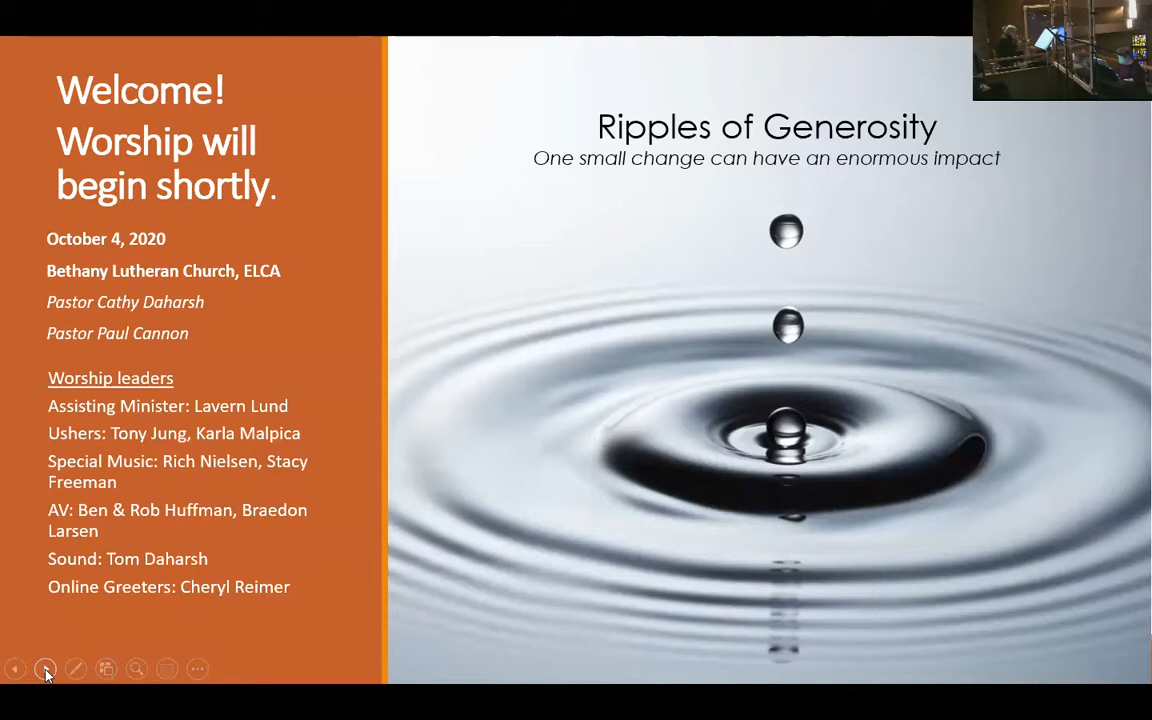 Welcome!
Worship will
begin shortly.
October 4, 2020
Bethany Lutheran Church, ELCA
Pastor Cathy Daharsh
Pastor Paul Cannon
Worship leaders
Assisting Minister: Lavern Lund
Ushers: Tony Jung, Karla Malpica
Special Music: Rich Nielsen, Stacy
Freeman
AV: Ben & Rob Huffman, Braedon
Larsen
Sound: Tom Daharsh
Online Greeters: Cheryl Reimer
Ripples of Generosity
One small change can have an enormous impact